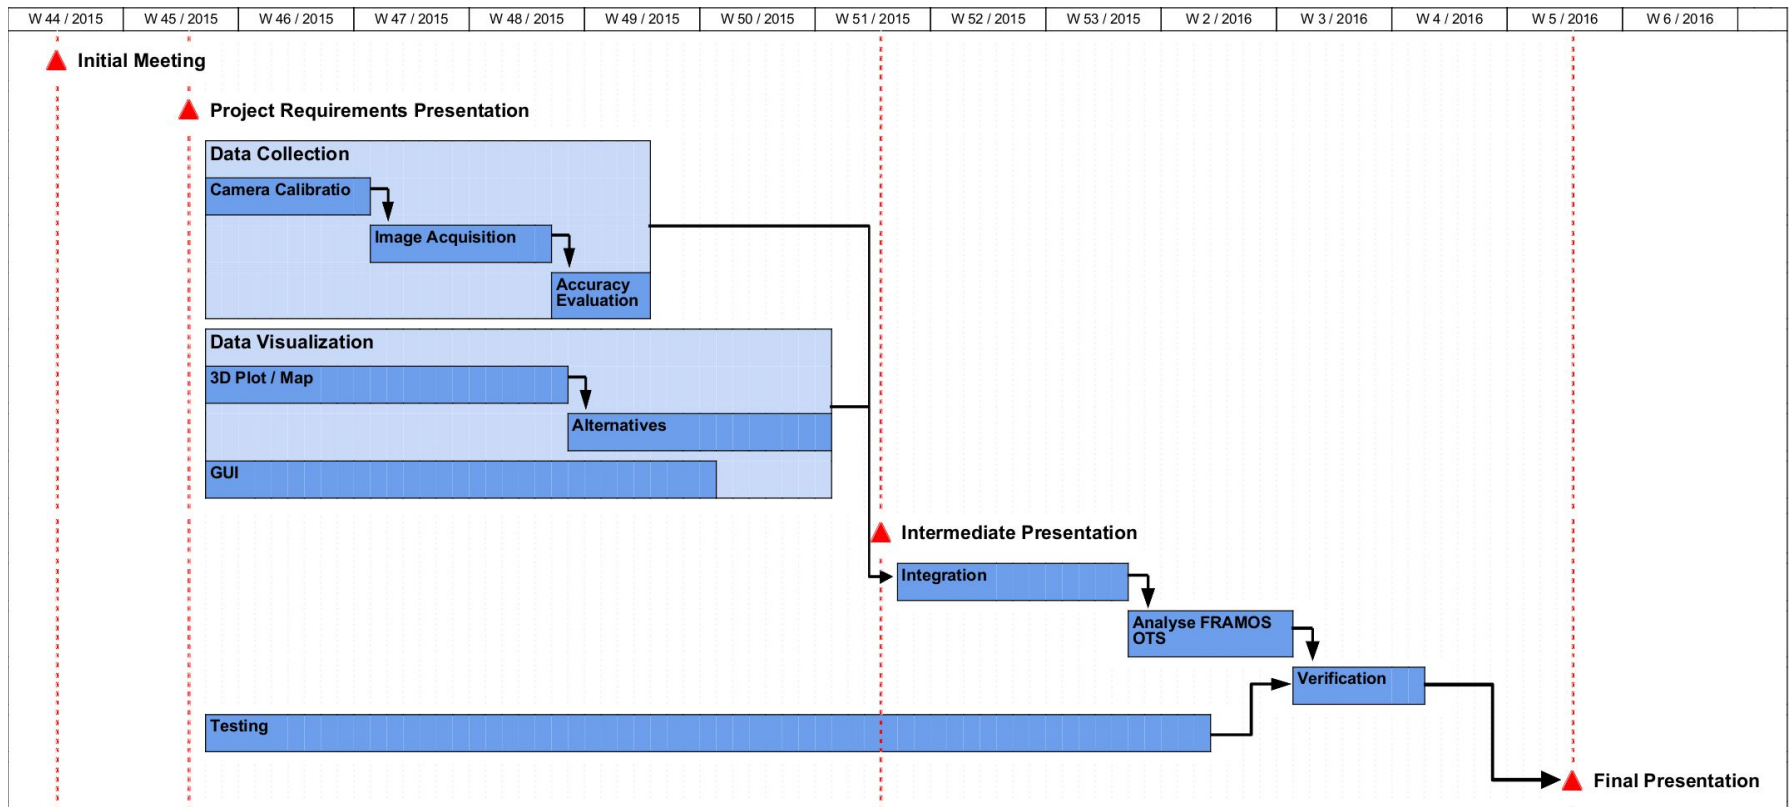 W 44 / 2015 W 45 / 2015 W 46 / 2015 W 47 / 2015 W 48 / 2015 W 49 / 2015 W 50 / 2015 W 51 / 2015 W 52 / 2015 W 53 / 2015 W 2 / 2016 W 3 / 2016 W 4 / 2016 W 5 / 2016 W 6 / 2016
Initial Meeting
Project Requirements Presentation
Data Collection
Camera Calibratio
Image Acquisition
Accuracy
Evaluation
Data Visualization
3D Plot / Map
Alternatives
GUI
Intermediate Presentation
Integration
Analyse FRAMOS
OTS
Verification
Testing
Final Presentation